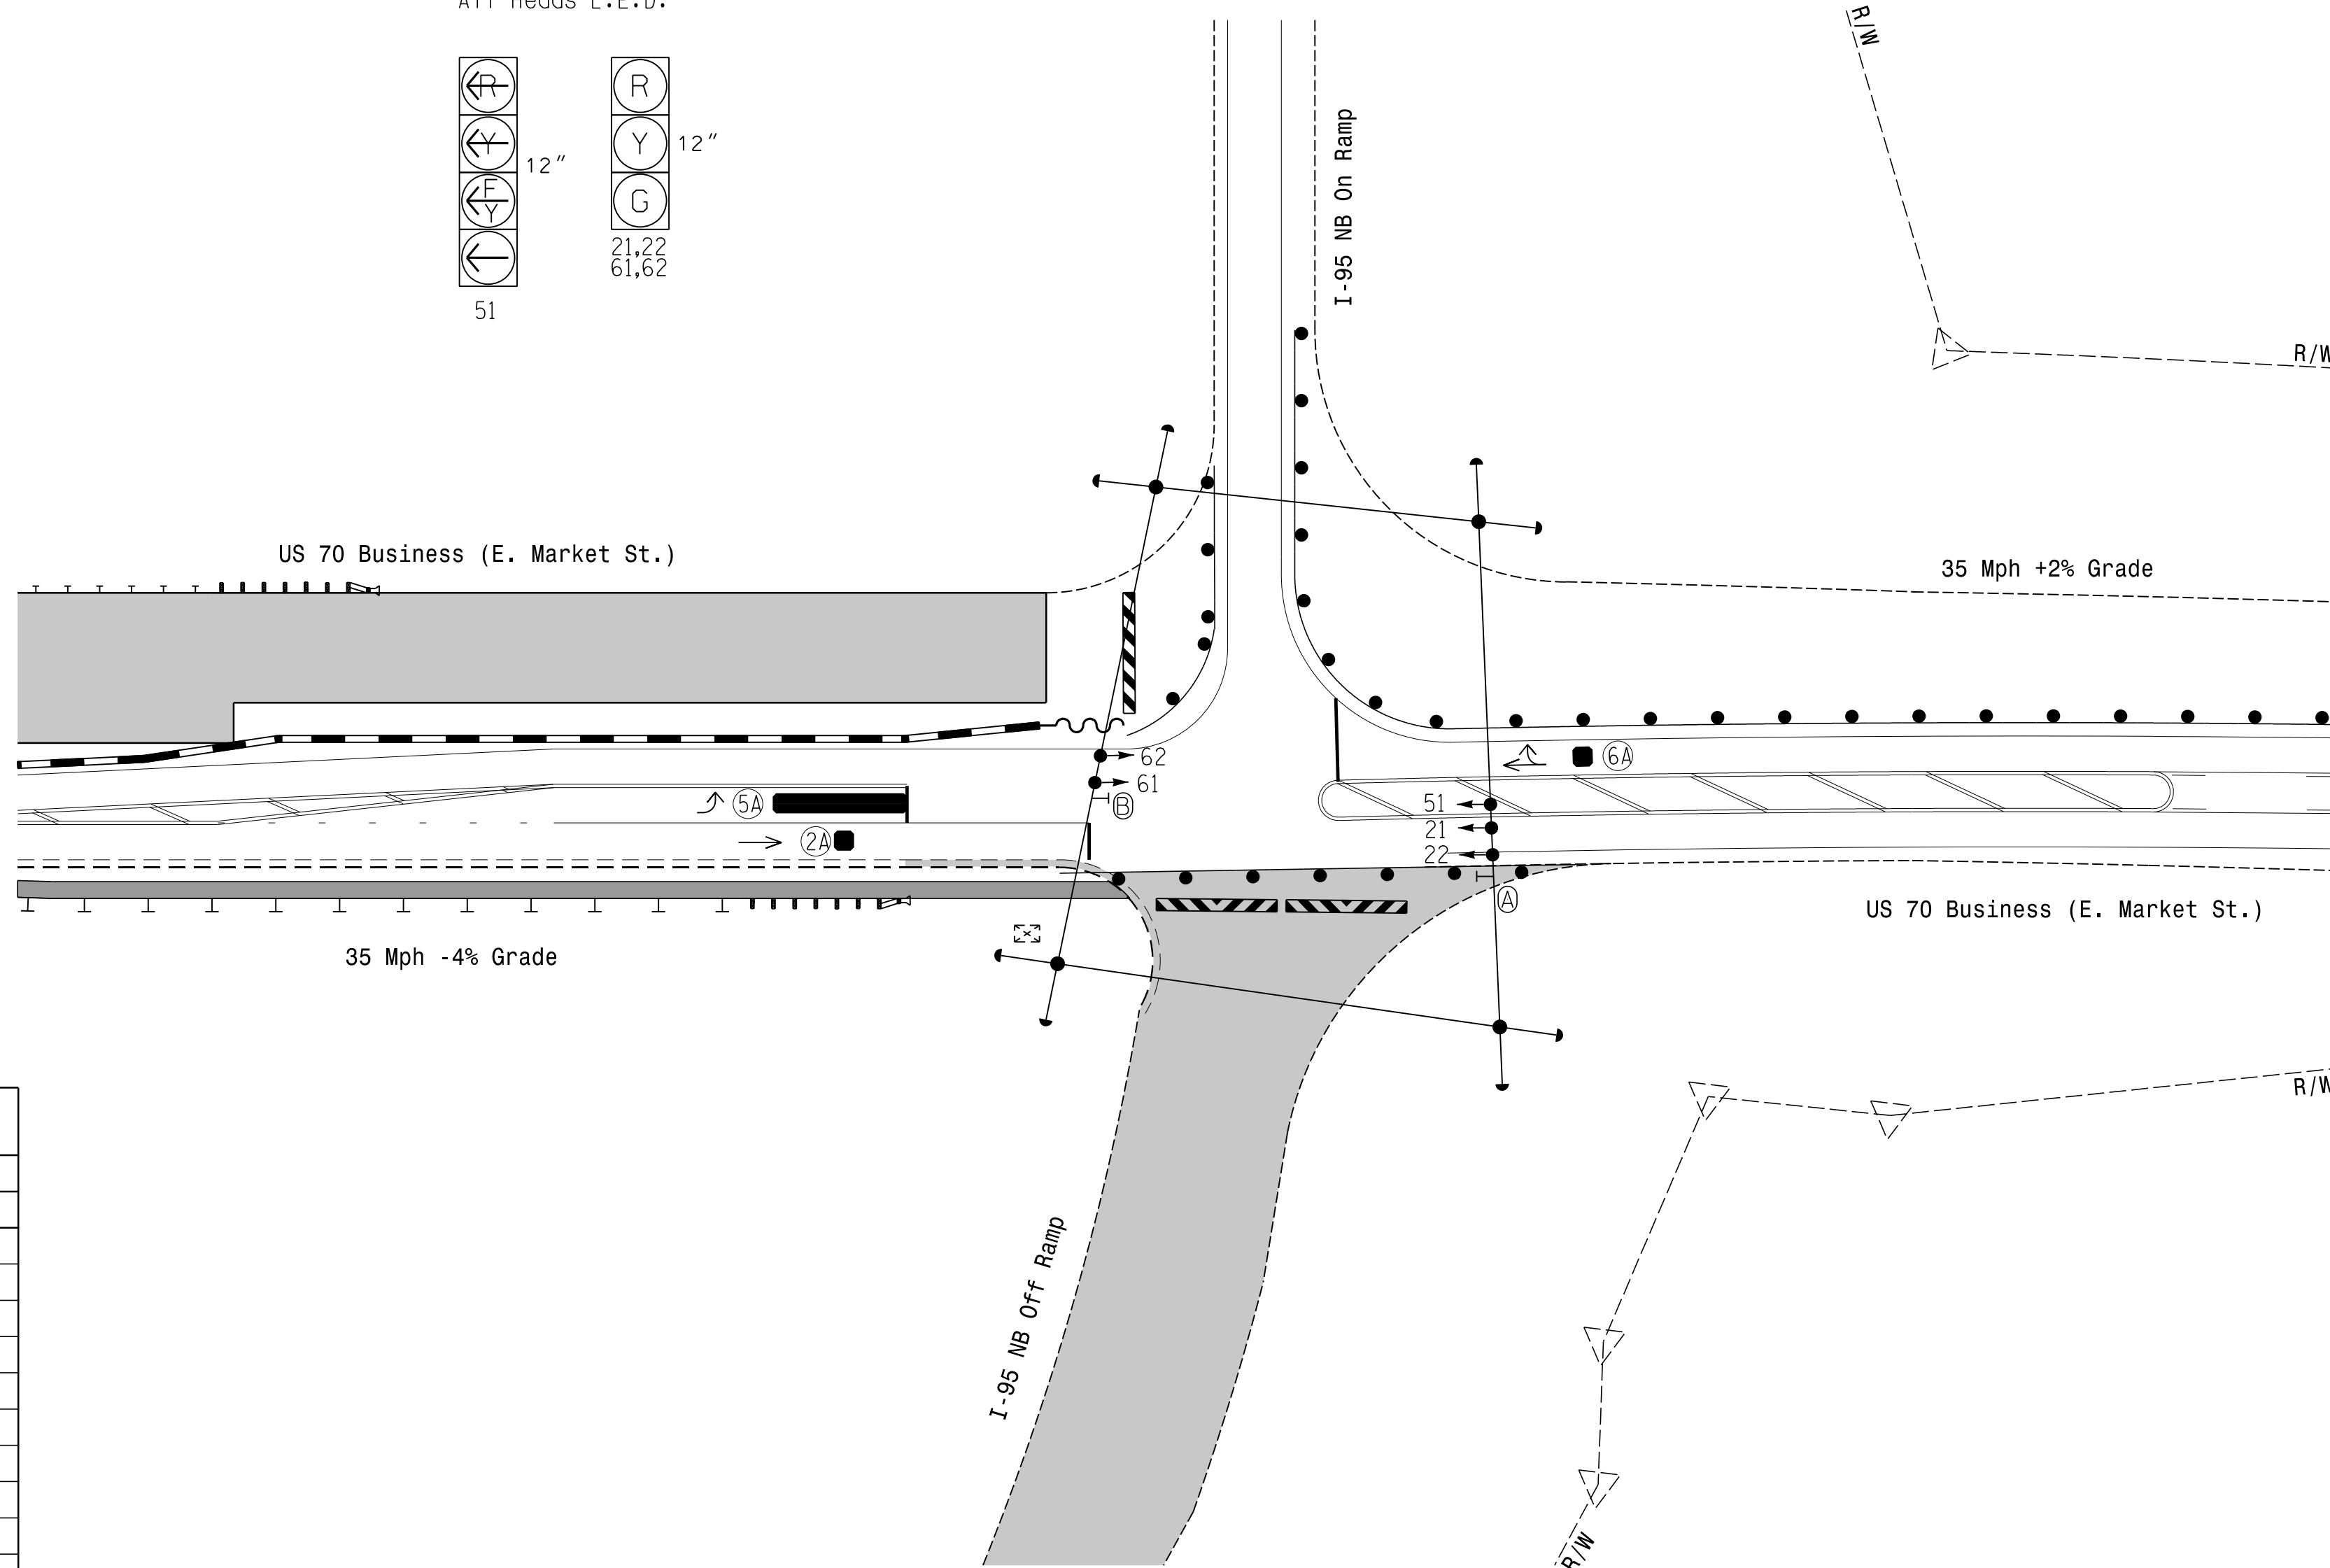 All Heads L.E.D.
R
Y
F
Y
12"
51
R
Y
G
12"
21,22
61,62
I-95 NB On Ramp
R/W
R/W
US 70 Business (E. Market St.)
35 Mph +2% Grade
62
61
B
5A
2A
6A
51
21
22
A
US 70 Business (E. Market St.)
35 Mph -4% Grade
R/W
I-95 NB Off Ramp
R/W